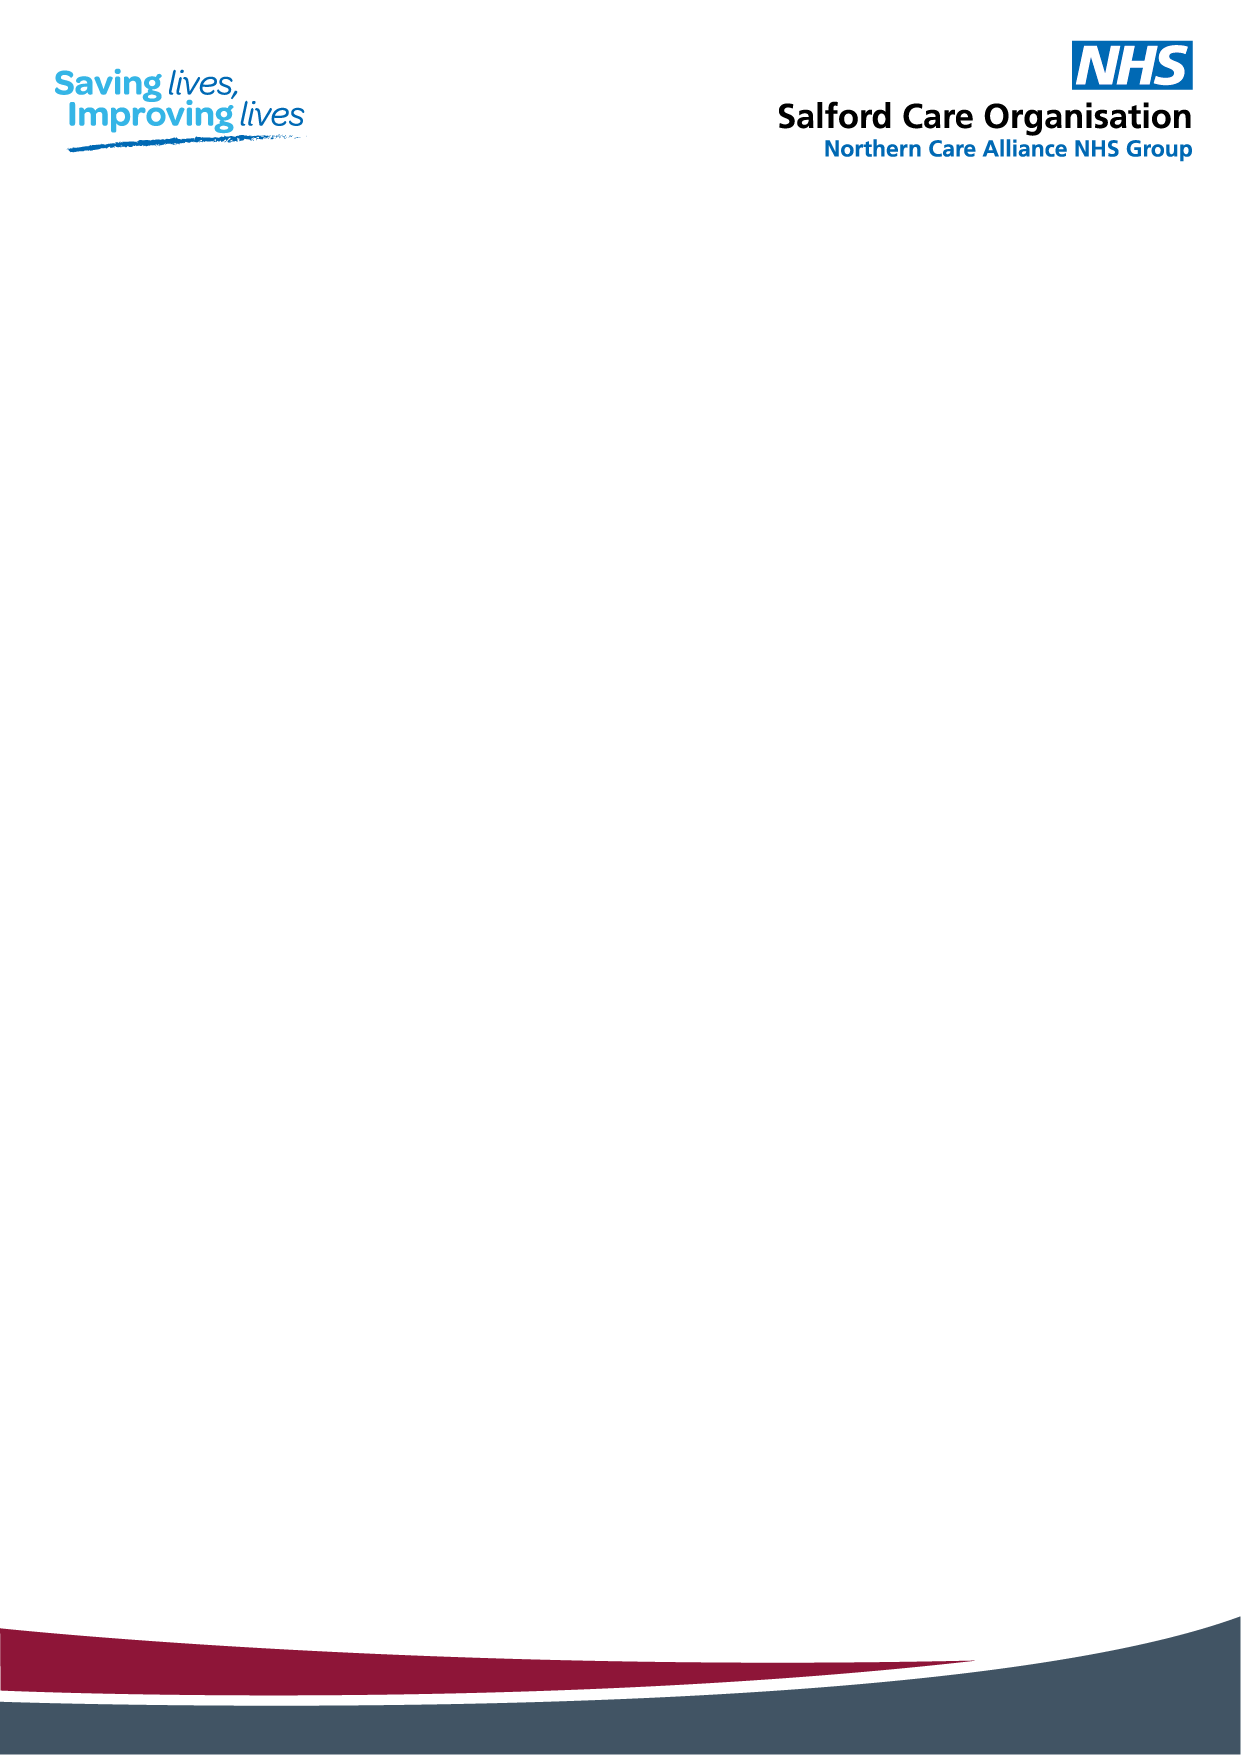 Saving lives,
Improving lives
NHS
Salford Care Organisation
Northern Care Alliance NHS Group